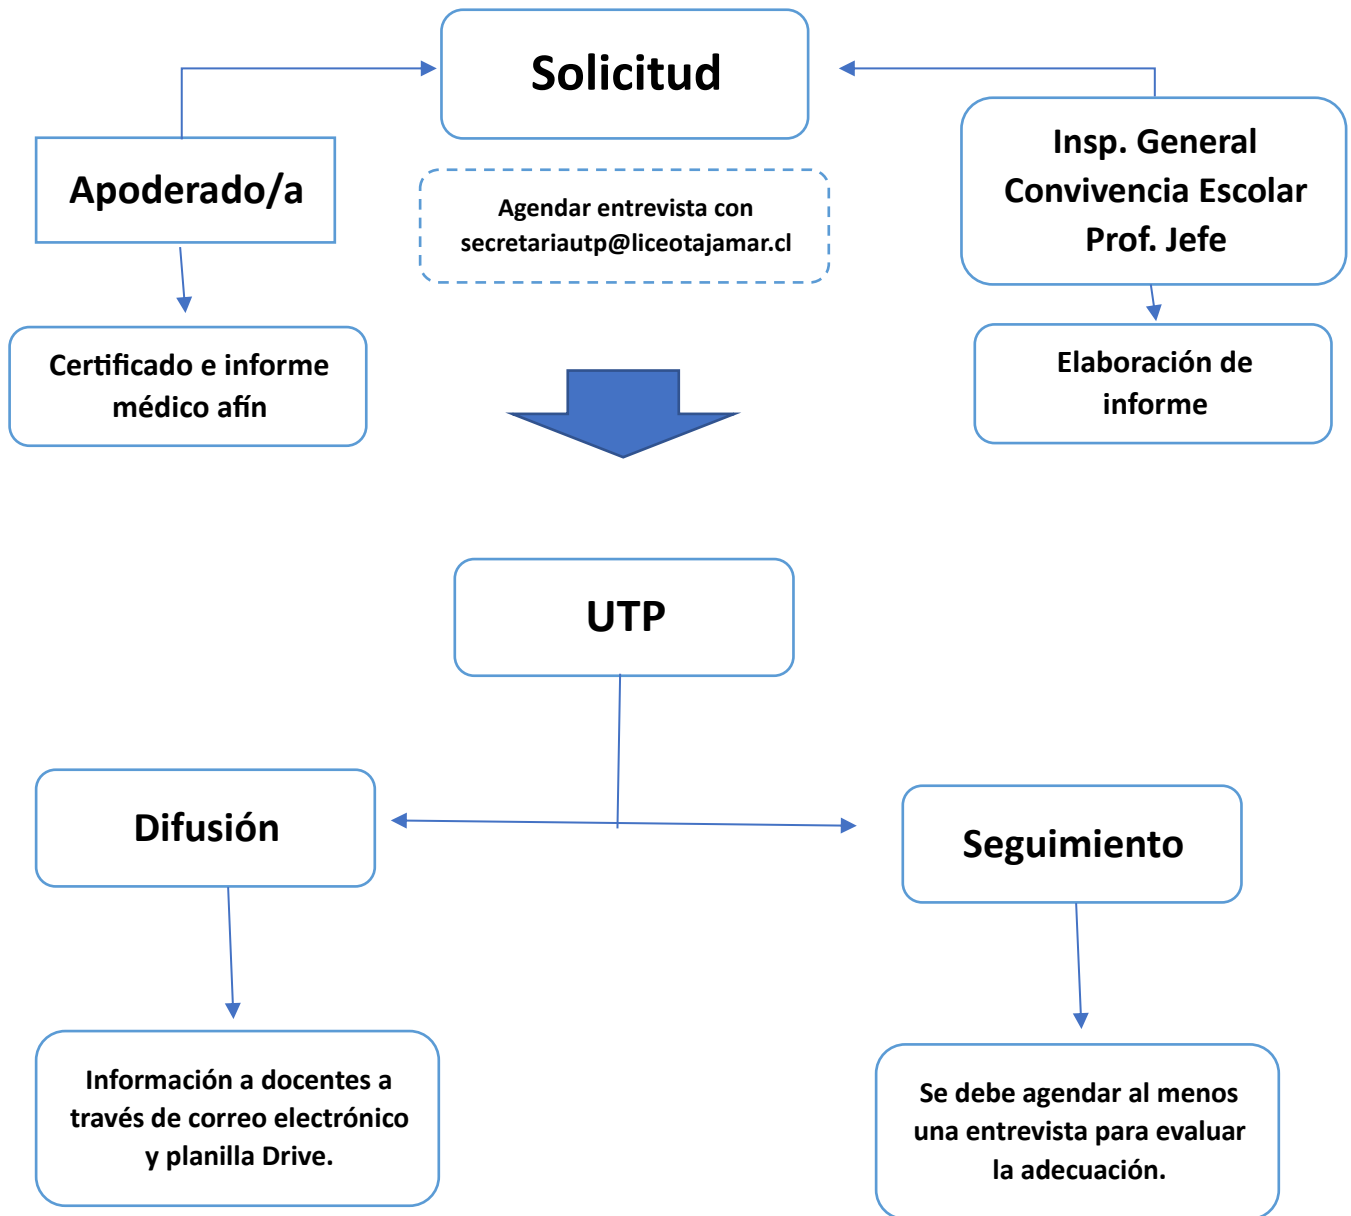 Solicitud
Apoderado/a
Agendar entrevista con
secretariautp@liceotajamar.cl
Insp. General
Convivencia Escolar
Prof. Jefe
Certificado e informe
médico afín
Elaboración de
informe
UTP
Difusión
Seguimiento
Información a docentes a
través de correo electrónico
y planilla Drive.
Se debe agendar al menos
una entrevista para evaluar
la adecuación.